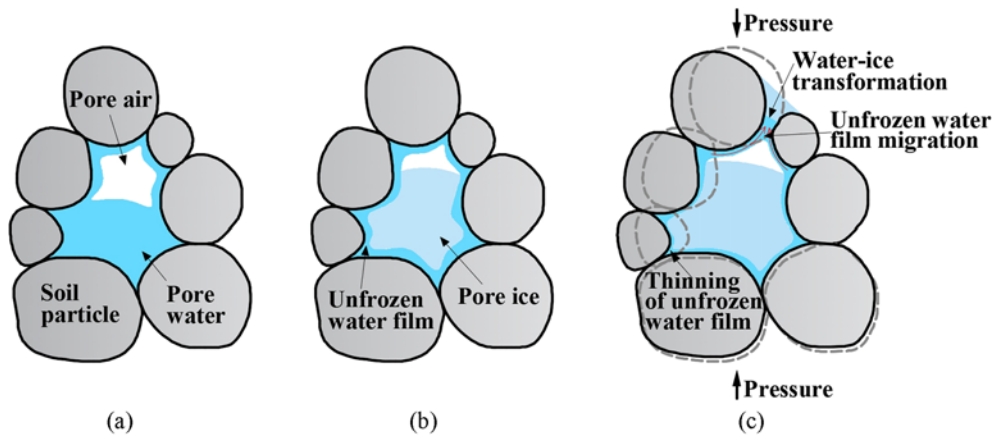 Pore air
Soil
particle
Pore
water
(a)
Unfrozen
water film
Pore ice
(b)
Pressure
Water-ice
transformation
Unfrozen water
film migration
Thinning
of unfrozen
water film
Pressure
(c)